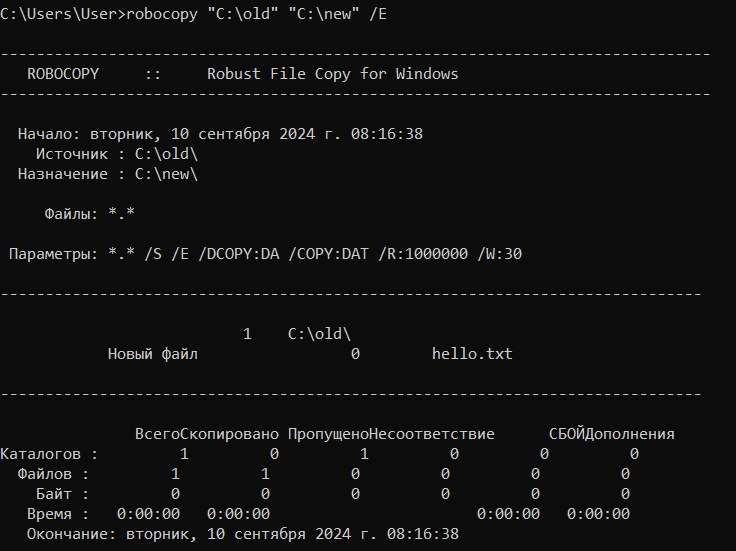 C:\Users\User>robocopy "C:\old" "C:\new" /E
-------------------------------------------------------------------------------
   ROBOCOPY     ::     Robust File Copy for Windows
-------------------------------------------------------------------------------
  Начало: вторник, 10 сентября 2024 г. 08:16:38
    Источник : C:\old\
  Назначение : C:\new\
     Файлы: *.*
 Параметры: *.* /S /E /DCOPY:DA /COPY:DAT /R:1000000 /W:30
------------------------------------------------------------------------------
                           1    C:\old\
            Новый файл                 0        hello.txt
------------------------------------------------------------------------------
               ВсегоСкопировано ПропущеноНесоответствие      СБОЙДополнения
Каталогов :         1         0         1         0         0         0
  Файлов :         1         1         0         0         0         0
    Байт :         0         0         0         0         0         0
   Время :   0:00:00   0:00:00                       0:00:00   0:00:00
   Окончание: вторник, 10 сентября 2024 г. 08:16:38